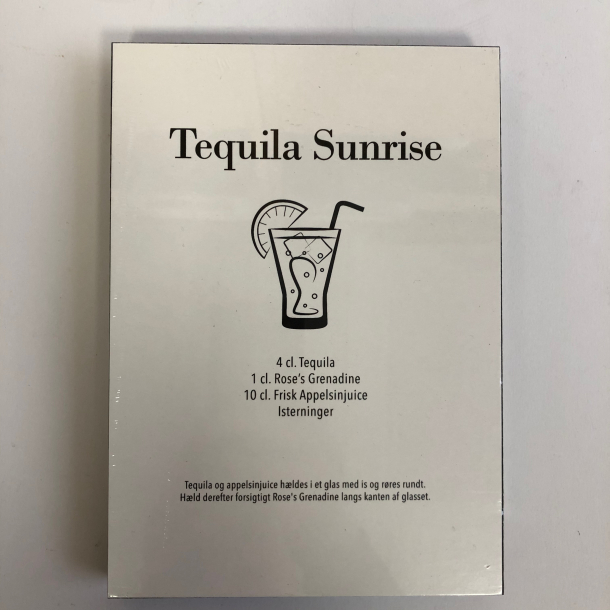 Tequila Sunrise
4 cl. Tequila
1 cl. Rose's Grenadine
10 cl. Frisk Appelsinjuice
Isterninger
Tequila og appelsinjuice hældes i et glas med is og røres rundt.
Hæld derefter forsigtigt Rose's Grenadine langs kanten af glasset.